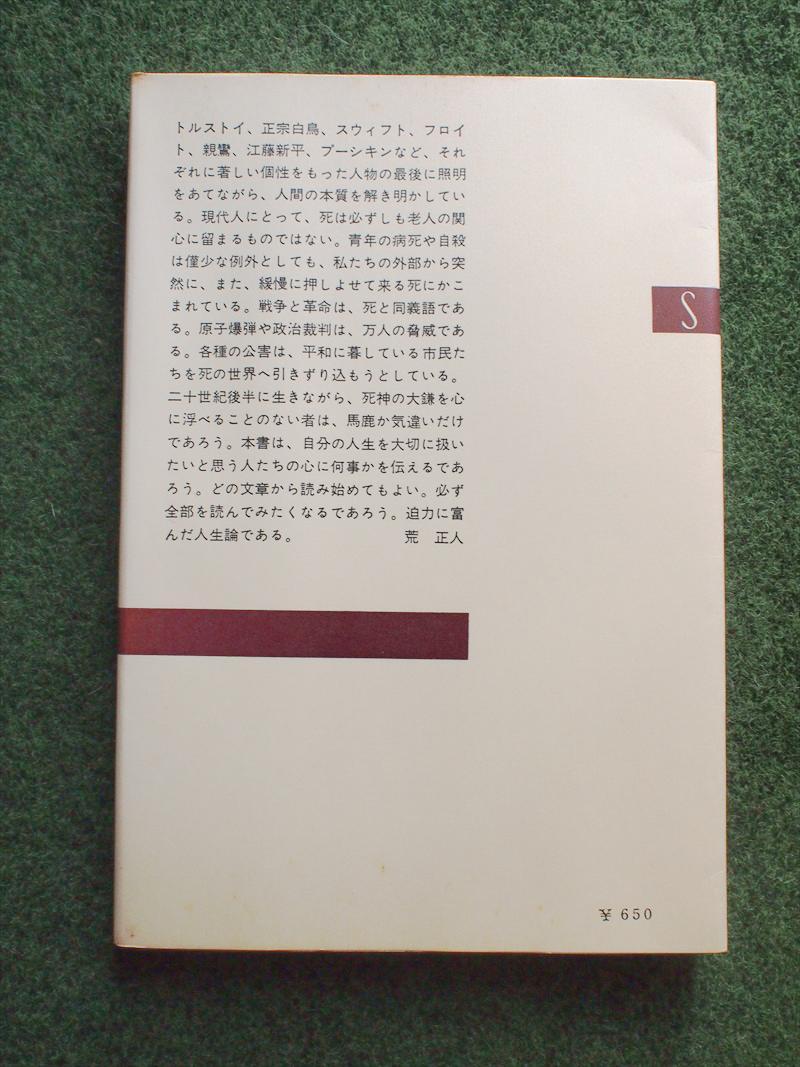 トルストイ、正宗白鳥、スウィフト、フロイ
ト、親鸞、江藤新平、プーシキンなど、それ
ぞれに著しい個性をもった人物の最後に照明
をあてながら、人間の本質を解き明かしてい
る。現代人にとって、死は必ずしも老人の関
心に留まるものではない。青年の病死や自殺
は僅少な例外としても、私たちの外部から突
然に、また、緩慢に押しよせて来る死にかこ
まれている。戦争と革命は、死と同義語であ
る。原子爆弾や政治裁判は、万人の脅威であ
る。各種の公害は、平和に暮している市民た
ちを死の世界へ引きずり込もうとしている。
二十世紀後半に生きながら、死神の大鎌を心
に浮べることのない者は、馬鹿か気違いだけ
であろう。本書は、自分の人生を大切に扱い
たいと思う人たちの心に何事かを伝えるであ
ろう。どの文章から読み始めてもよい。必ず
全部を読んでみたくなるであろう。迫力に富
んだ人生論である。 荒 正人
S
¥650